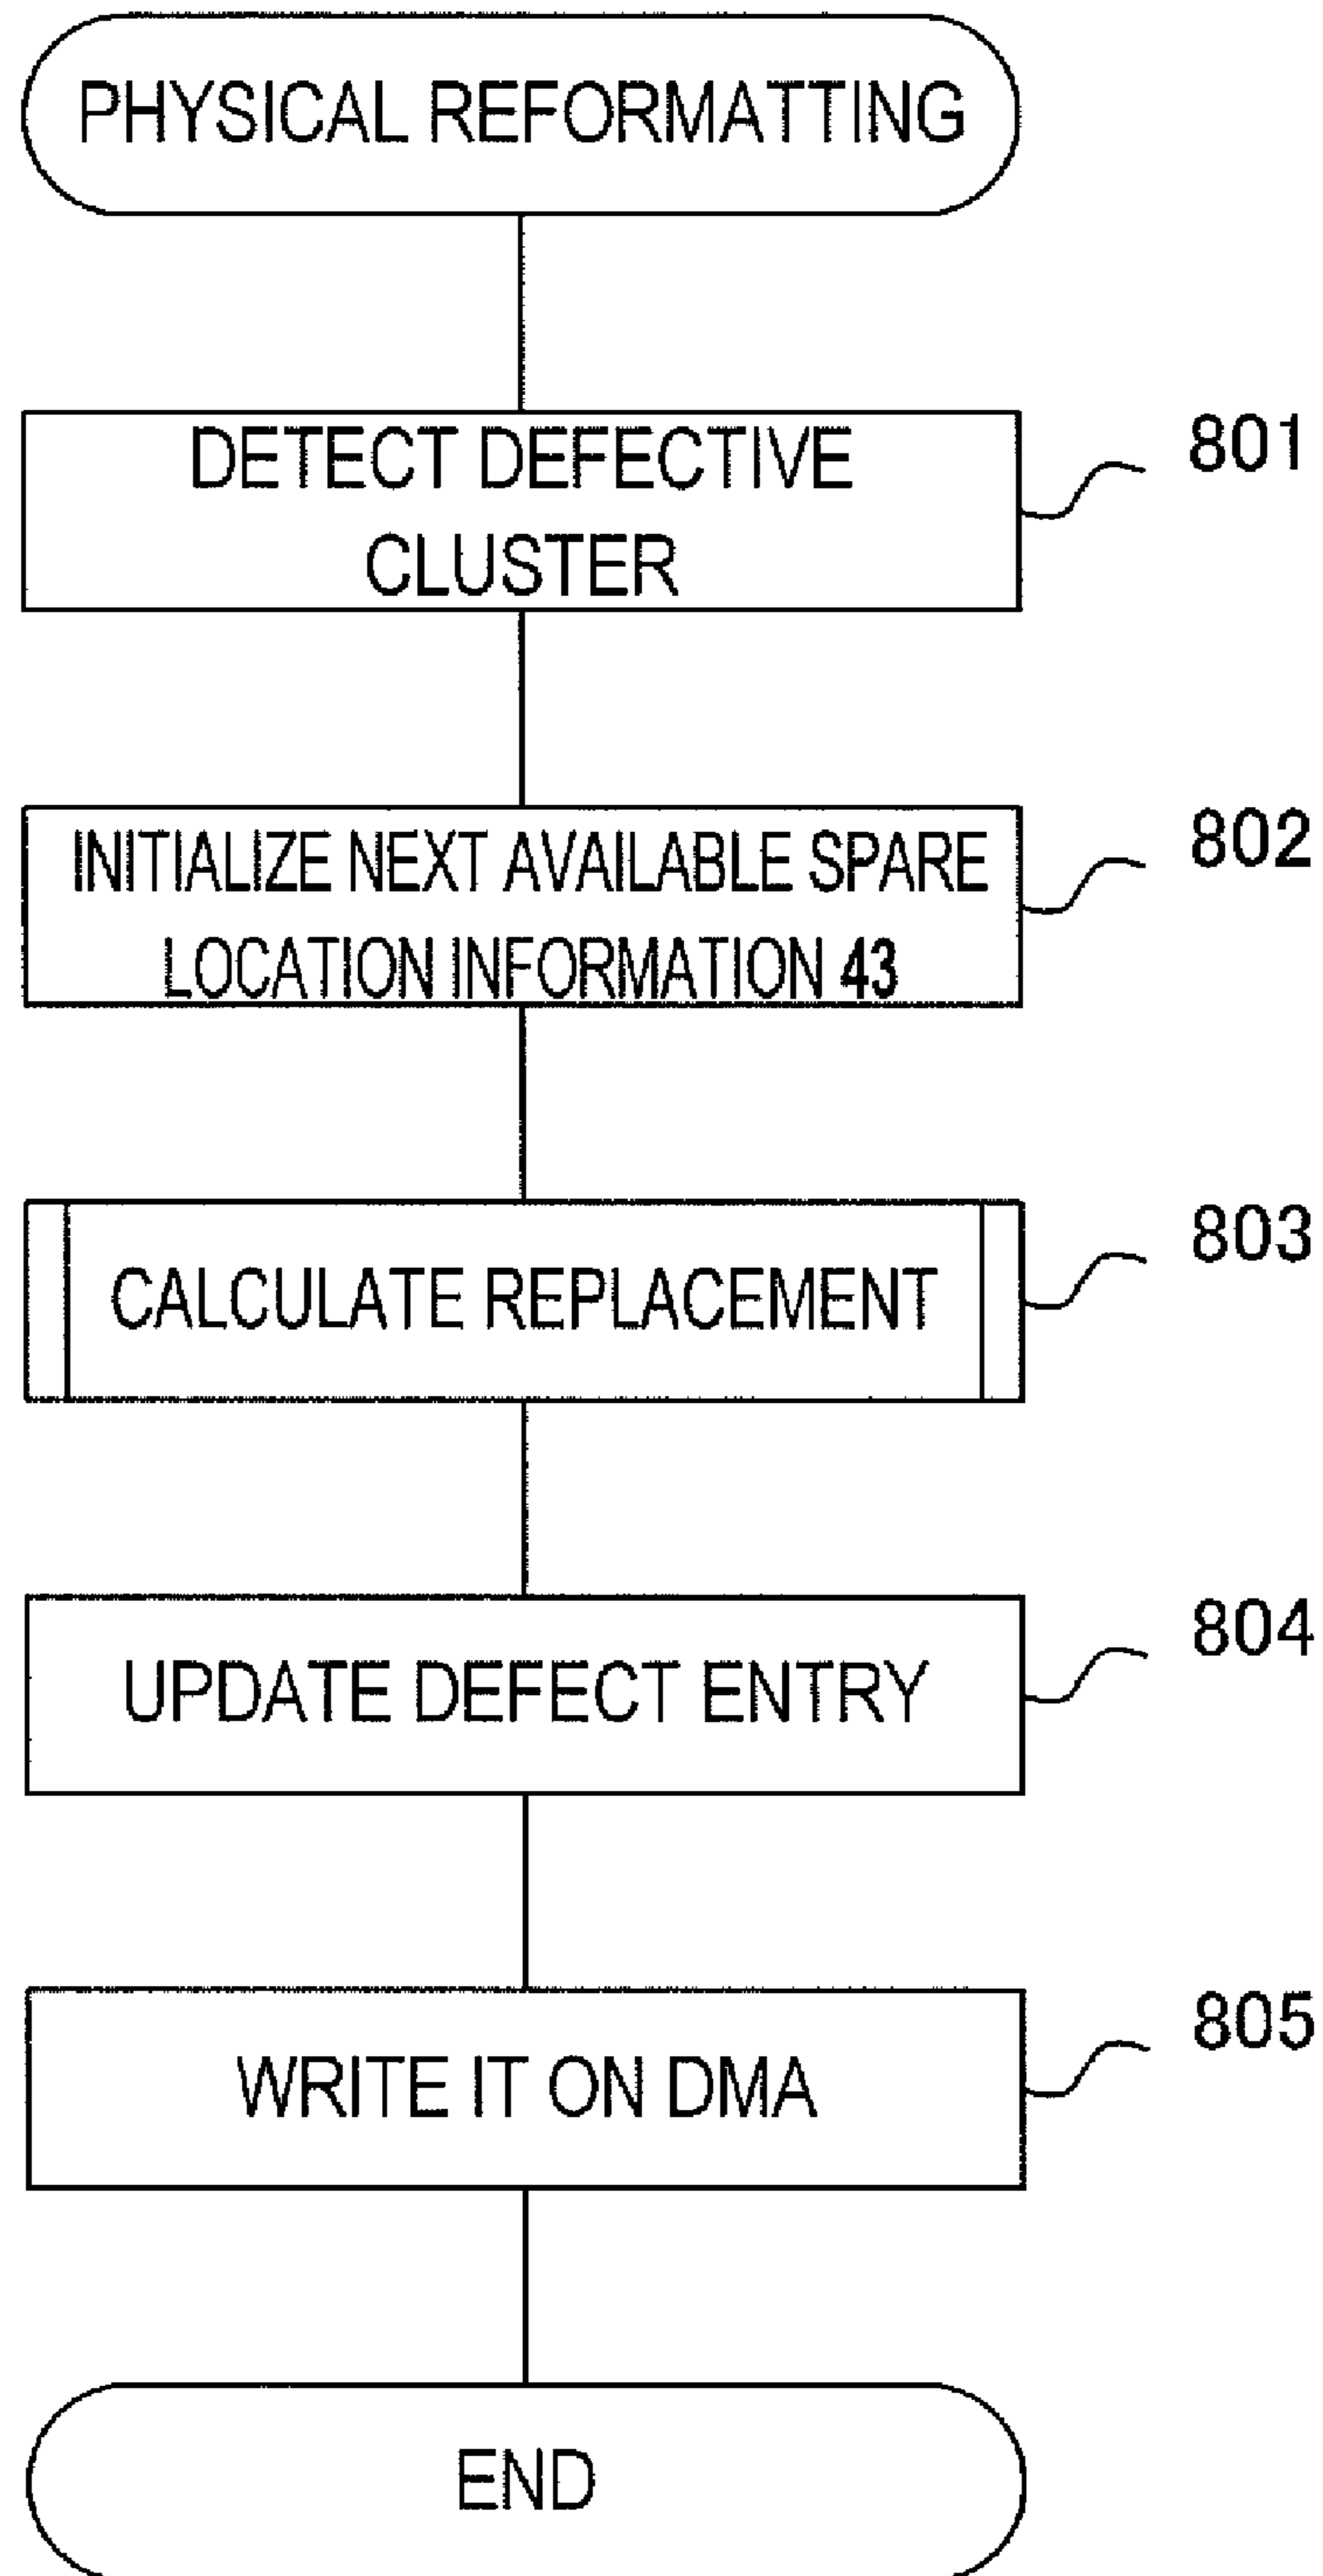 PHYSICAL REFORMATTING
DETECT DEFECTIVE
CLUSTER
801
INITIALIZE NEXT AVAILABLE SPARE
LOCATION INFORMATION 43
802
CALCULATE REPLACEMENT
803
UPDATE DEFECT ENTRY
804
WRITE IT ON DMA
805
END